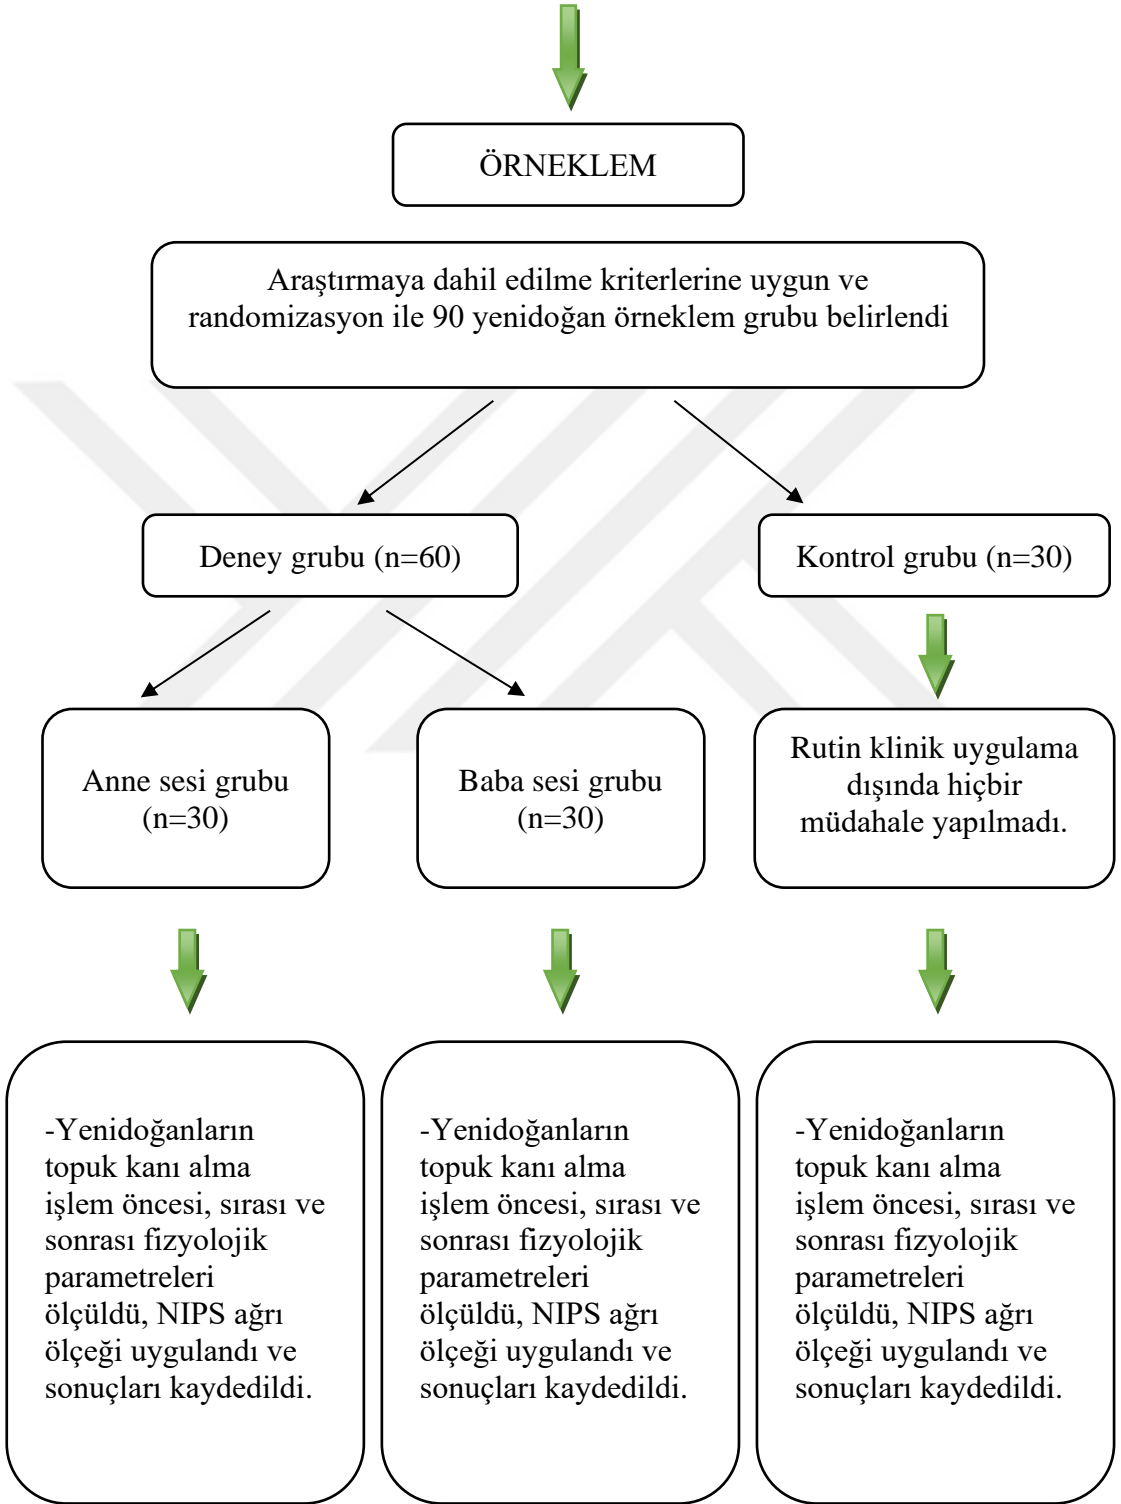 ÖRNEKLEM
Araştırmaya dahil edilme kriterlerine uygun ve
randomizasyon ile 90 yenidoğan örneklem grubu belirlendi
Deney grubu (n=60)
Kontrol grubu (n=30)
Anne sesi grubu
(n=30)
Baba sesi grubu
(n=30)
Rutin klinik uygulama
dışında hiçbir
müdahale yapılmadı.
-Yenidoğanların
topuk kanı alma
işlem öncesi, sırası ve
sonrası fizyolojik
parametreleri
ölçüldü, NIPS ağrı
ölçeği uygulandı ve
sonuçları kaydedildi.
-Yenidoğanların
topuk kanı alma
işlem öncesi, sırası ve
sonrası fizyolojik
parametreleri
ölçüldü, NIPS ağrı
ölçeği uygulandı ve
sonuçları kaydedildi.
-Yenidoğanların
topuk kanı alma
işlem öncesi, sırası ve
sonrası fizyolojik
parametreleri
ölçüldü, NIPS ağrı
ölçeği uygulandı ve
sonuçları kaydedildi.